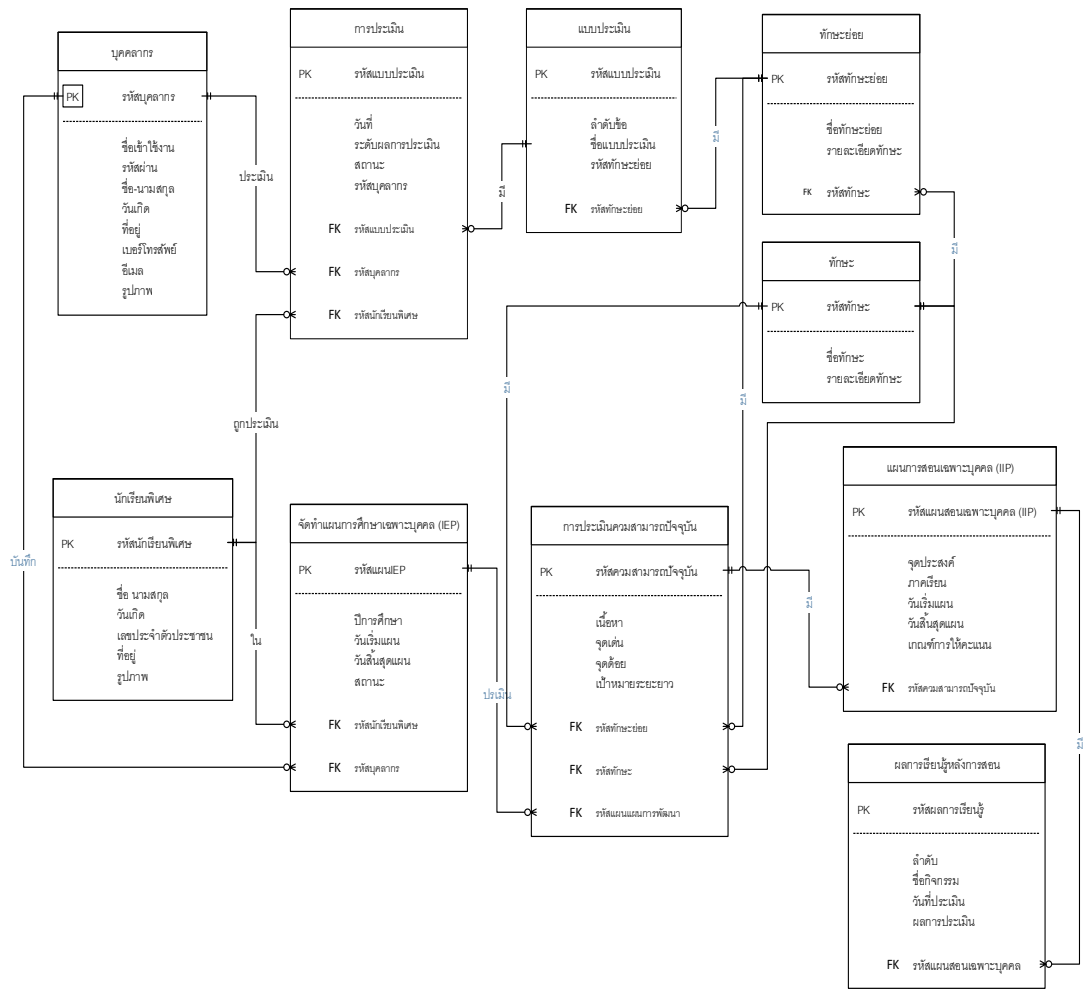 บุคคลากร
PK รหัสบุคลากร
ชื่อเข้าใช้งาน
รหัสผ่าน
ชื่อ-นามสกุล
วันเกิด
ที่อยู่
เบอร์โทรสัพย์
อีเมล
รูปภาพ
ประเมิน
การประเมิน
PK รหัสแบบประเมิน
วันที่
ระดับผลการประเมิน
สถานะ
รหัสบุคลากร
FK รหัสแบบประเมิน
FK รหัสบุคลากร
FK รหัสนักเรียนพิเศษ
มี
แบบประเมิน
PK รหัสแบบประเมิน
ลำดับข้อ
ชื่อแบบประเมิน
รหัสทักษะย่อย
FK รหัสทักษะย่อย
มี
ทักษะย่อย
PK รหัสทักษะย่อย
ชื่อทักษะย่อย
รายละเอียดทักษะ
FK รหัสทักษะ
มี
ทักษะ
PK รหัสทักษะ
ชื่อทักษะ
รายละเอียดทักษะ
มี
มี
ถูกประเมิน
บันทึก
นักเรียนพิเศษ
PK รหัสนักเรียนพิเศษ
ชื่อ นามสกุล
วันเกิด
เลขประจำตัวประชาชน
ที่อยู่
รูปภาพ
ใน
จัดทำแผนการศึกษาเฉพาะบุคคล (IEP)
PK รหัสแผนIEP
ปีการศึกษา
วันเริ่มแผน
วันสิ้นสุดแผน
สถานะ
FK รหัสนักเรียนพิเศษ
FK รหัสบุคลากร
ปรเมิน
การประเมินควมสามารถปัจจุบัน
PK รหัสควมสามารถปัจจุบัน
เนื้อหา
จุดเด่น
จุดด้อย
เป้าหมายระยะยาว
FK รหัสทักษะย่อย
FK รหัสทักษะ
FK รหัสแผนแผนการพัฒนา
มี
แผนการสอนเฉพาะบุคคล (IIP)
PK รหัสแผนสอนเฉพาะบุคคล (IIP)
จุดประสงค์
ภาคเรียน
วันเริ่มแผน
วันสิ้นสุดแผน
เกณฑ์การให้คะแนน
FK รหัสควมสามารถปัจจุบัน
มี
ผลการเรียนรู้หลังการสอน
PK รหัสผลการเรียนรู้
ลำดับ
ชื่อกิจกรรม
วันที่ประเมิน
ผลการประเมิน
FK รหัสแผนสอนเฉพาะบุคคล